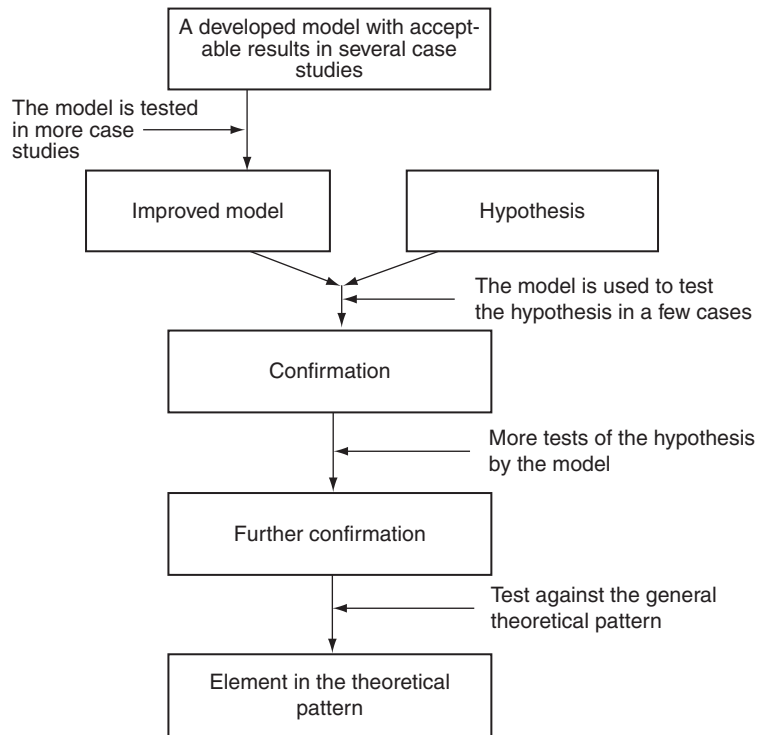 A developed model with accept-
able results in several case
studies
The model is tested
in more case
studies
Improved model
Hypothesis
The model is used to test
the hypothesis in a few cases
Confirmation
More tests of the hypothesis
by the model
Further confirmation
Test against the general
theoretical pattern
Element in the theoretical
pattern